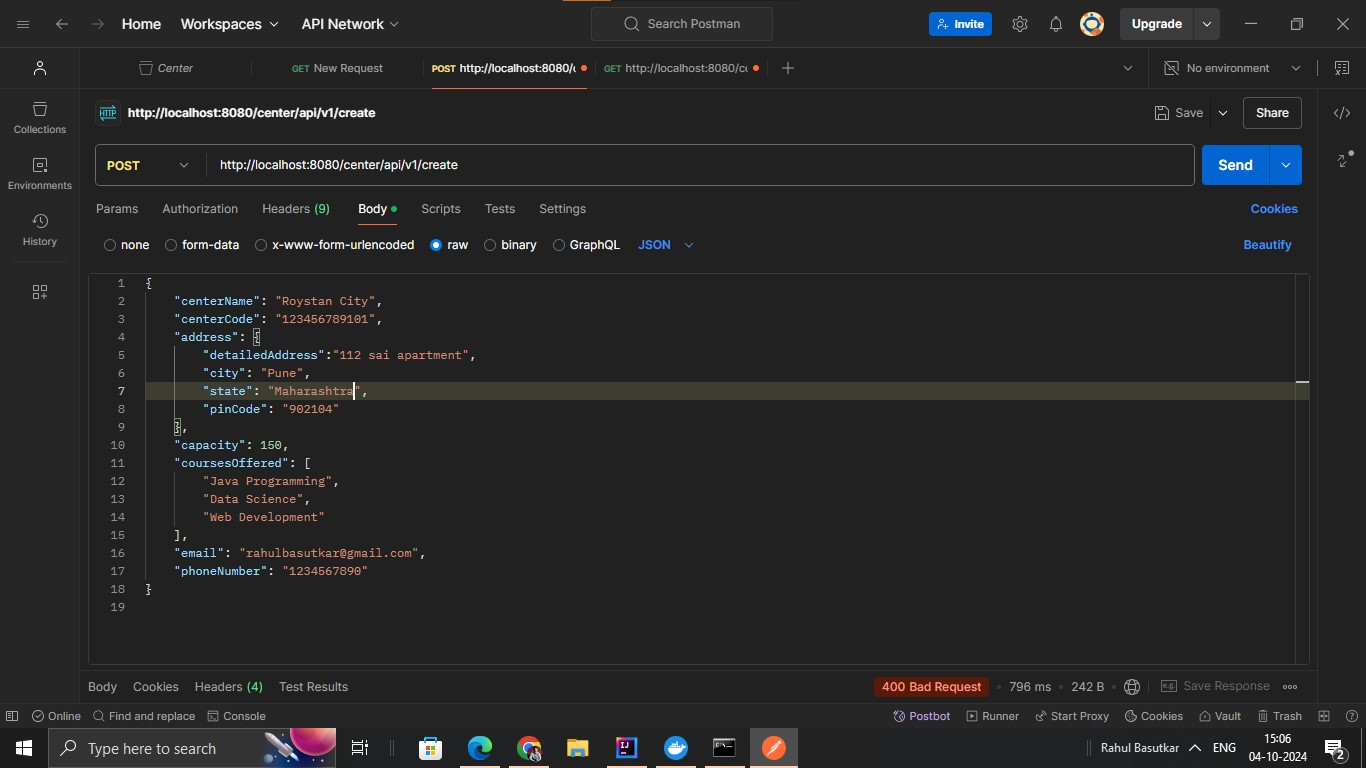 Home Workspaces API Network Search Postman Invite Upgrade
Center GET New Request POST http://localhost:8080/ GET http://localhost:8080/c No environment
HTTP http://localhost:8080/center/api/v1/create Save Share
Collections
Environments
History
POST http://localhost:8080/center/api/v1/create Send
Params Authorization Headers (9) Body Scripts Tests Settings Cookies
none form-data x-www-form-urlencoded raw binary GraphQL JSON Beautify
1 {
2 "centerName": "Roystan City",
3 "centerCode": "123456789101",
4 "address": {
5 "detailedAddress":"112 sai apartment",
6 "city": "Pune",
7 "state": "Maharashtra",
8 "pinCode": "902104"
9 },
10 "capacity": 150,
11 "coursesOffered": [
12 "Java Programming",
13 "Data Science",
14 "Web Development"
15 ],
16 "email": "rahulbasutkar@gmail.com",
17 "phoneNumber": "1234567890"
18 }
19
Body Cookies Headers (4) Test Results 400 Bad Request 796 ms 242 B e.g. Save Response
Online Find and replace Console Postbot Runner Start Proxy Cookies Vault Trash
Type here to search Rahul Basutkar ENG 15:06
04-10-2024 2